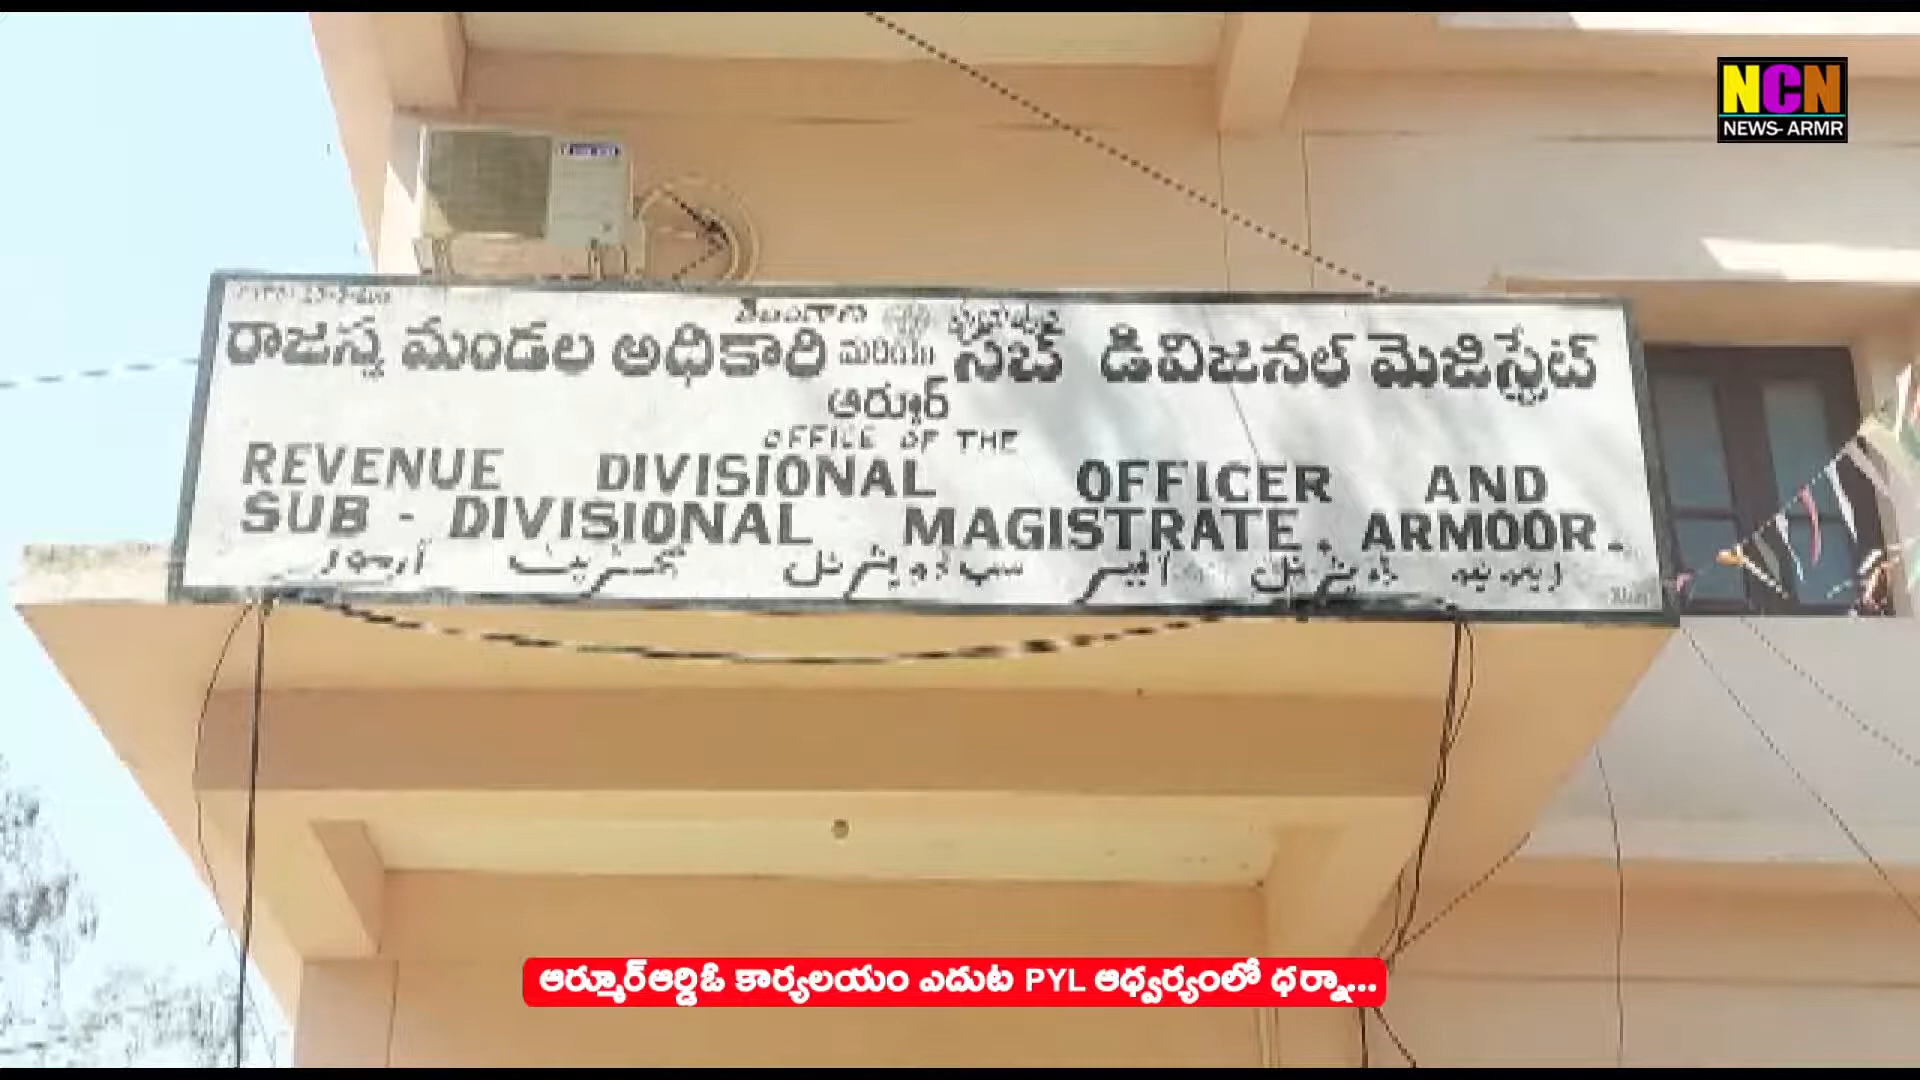 NCN
NEWS- ARMR
తెలంగాణ
రాజస్వ మండల అధికారి మరియు సబ్ డివిజనల్ మెజిస్ట్రేట్
ఆర్మూర్
OFFICE OF THE
REVENUE DIVISIONAL OFFICER AND
SUB - DIVISIONAL MAGISTRATE. ARMOOR.
ఆర్మూర్ఆర్డిఓ కార్యలయం ఎదుట PYL ఆధ్వర్యంలో ధర్నా...